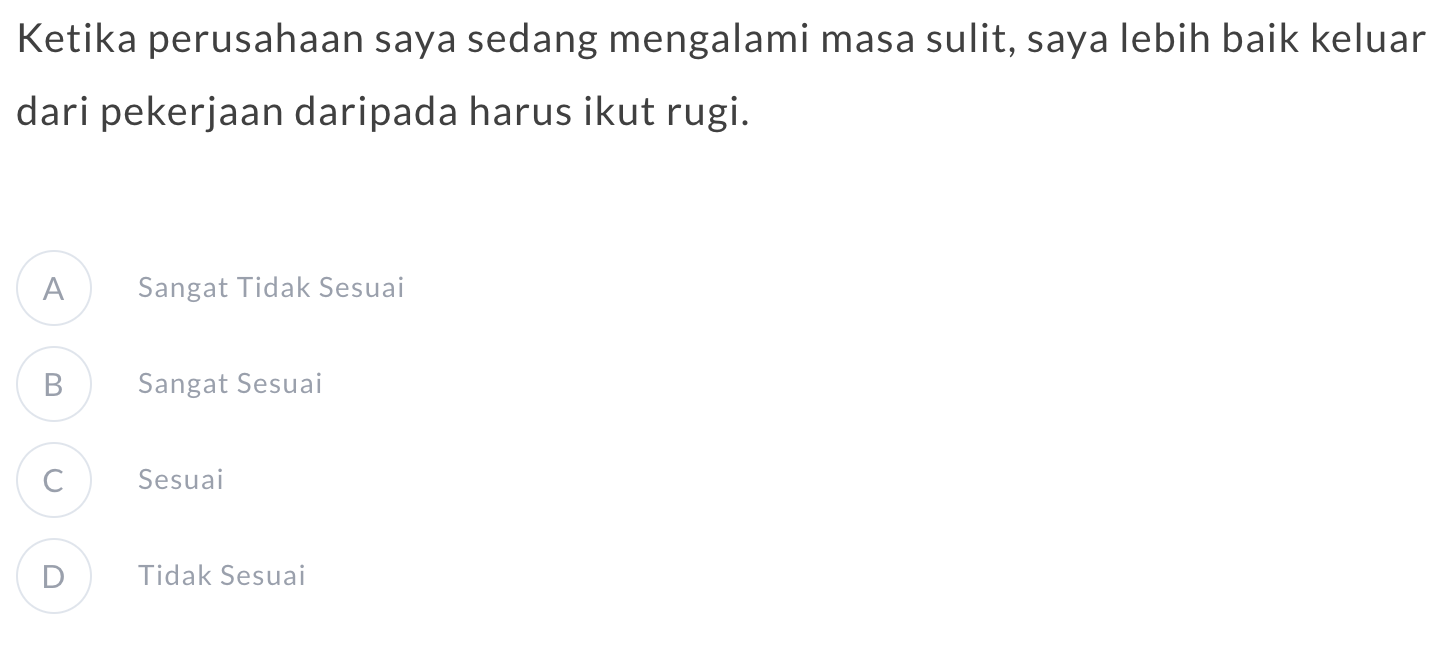 Ketika perusahaan saya sedang mengalami masa sulit, saya lebih baik keluar
dari pekerjaan daripada harus ikut rugi.
A Sangat Tidak Sesuai
B Sangat Sesuai
C Sesuai
D Tidak Sesuai